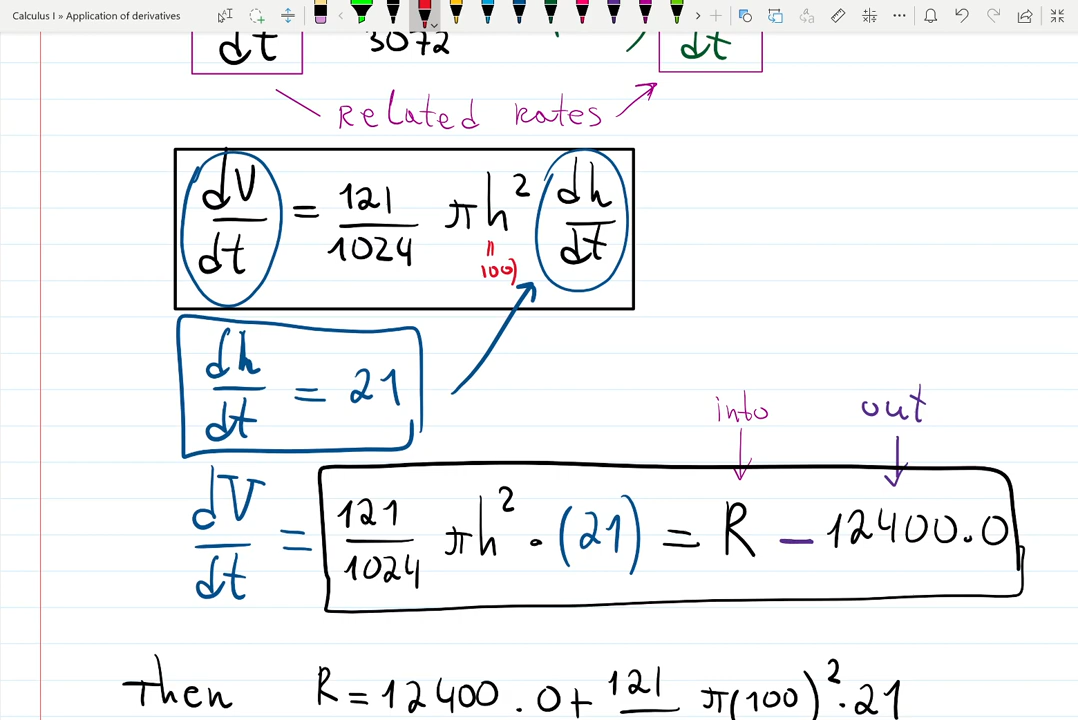 Calculus I » Application of derivatives
dt 3072 dt
Related Rates
dV/dt = 121/1024 πh² dh/dt
"
100)
dh/dt = 21
into out
dV/dt = 121/1024 πh² · (21) = R - 12400.0
Then R = 12400.0 + 121 π(100)² · 21